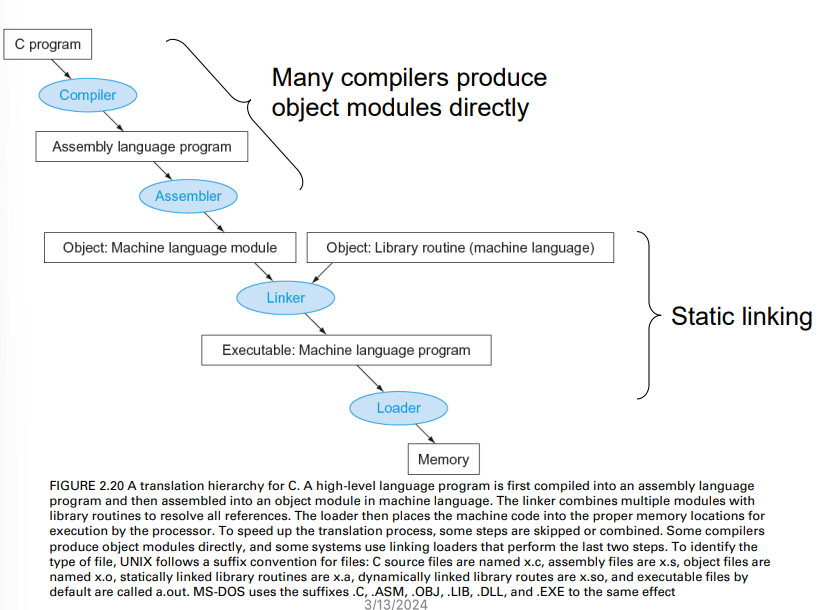 C program
Many compilers produce
object modules directly
Compiler
Assembly language program
Assembler
Object: Machine language module
Object: Library routine (machine language)
Linker
Static linking
Executable: Machine language program
Loader
Memory
FIGURE 2.20 A translation hierarchy for C. A high-level language program is first compiled into an assembly language
program and then assembled into an object module in machine language. The linker combines multiple modules with
library routines to resolve all references. The loader then places the machine code into the proper memory locations for
execution by the processor. To speed up the translation process, some steps are skipped or combined. Some compilers
produce object modules directly, and some systems use linking loaders that perform the last two steps. To identify the
type of file, UNIX follows a suffix convention for files: C source files are named x.c, assembly files are x.s, object files are
named x.o, statically linked library routines are x.a, dynamically linked library routes are x.so, and executable files by
default are called a.out. MS-DOS uses the suffixes .C, .ASM, .OBJ, .LIB, .DLL, and .EXE to the same effect
3/13/2024